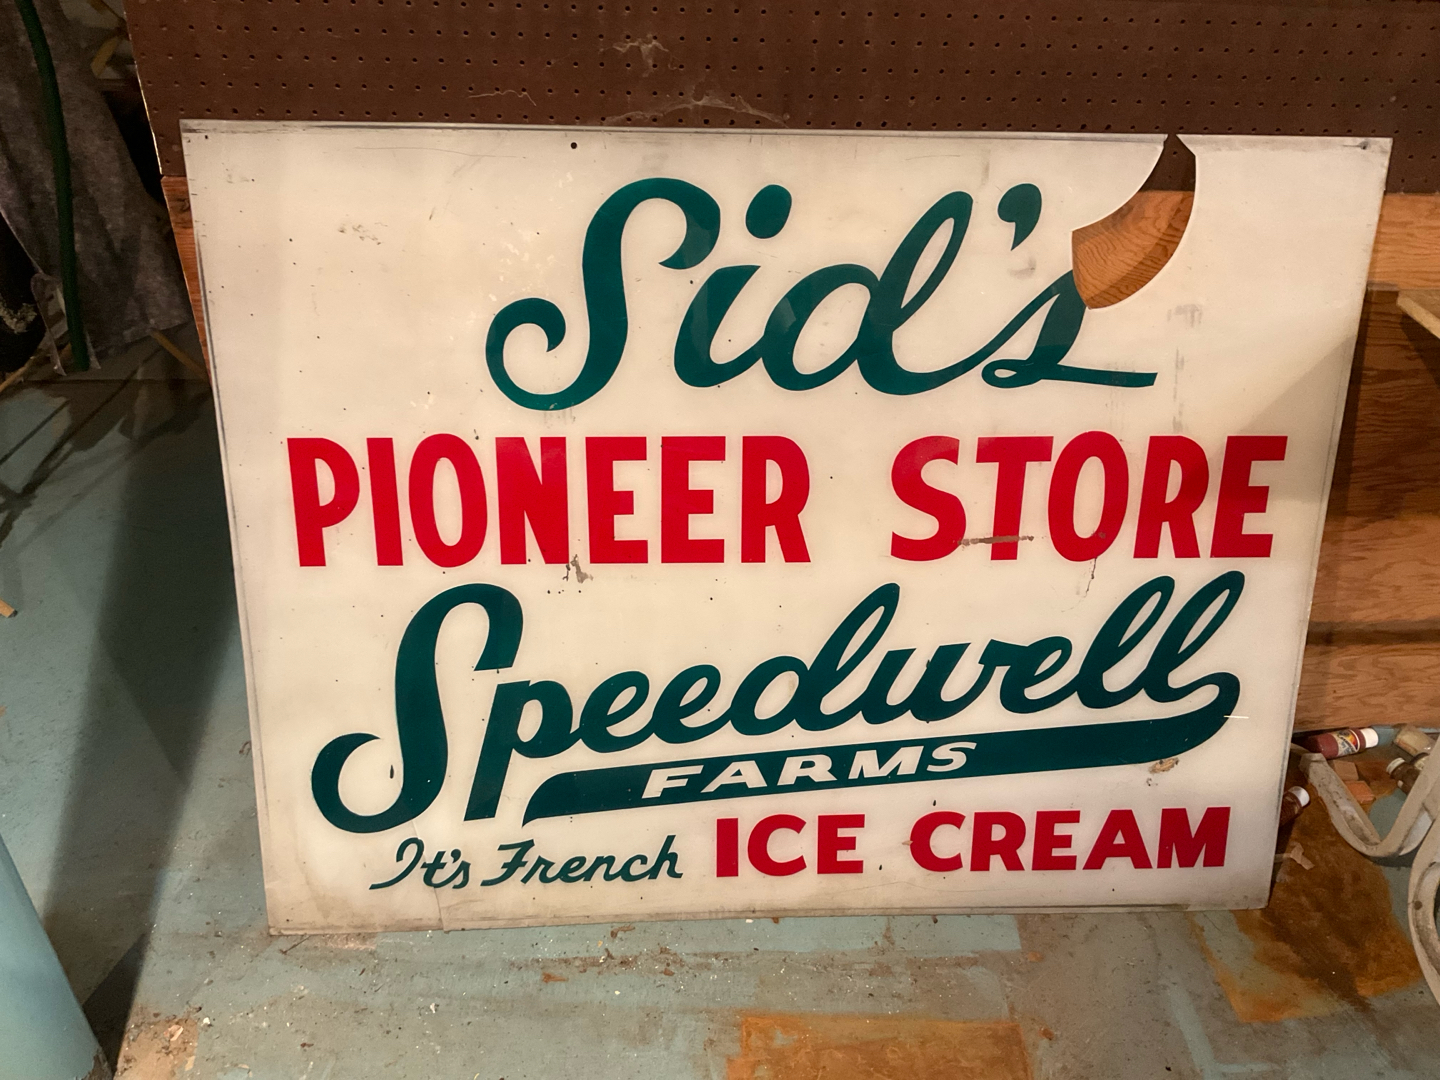 Sid's
PIONEER STORE
Speedwell
FARMS
It's French ICE CREAM